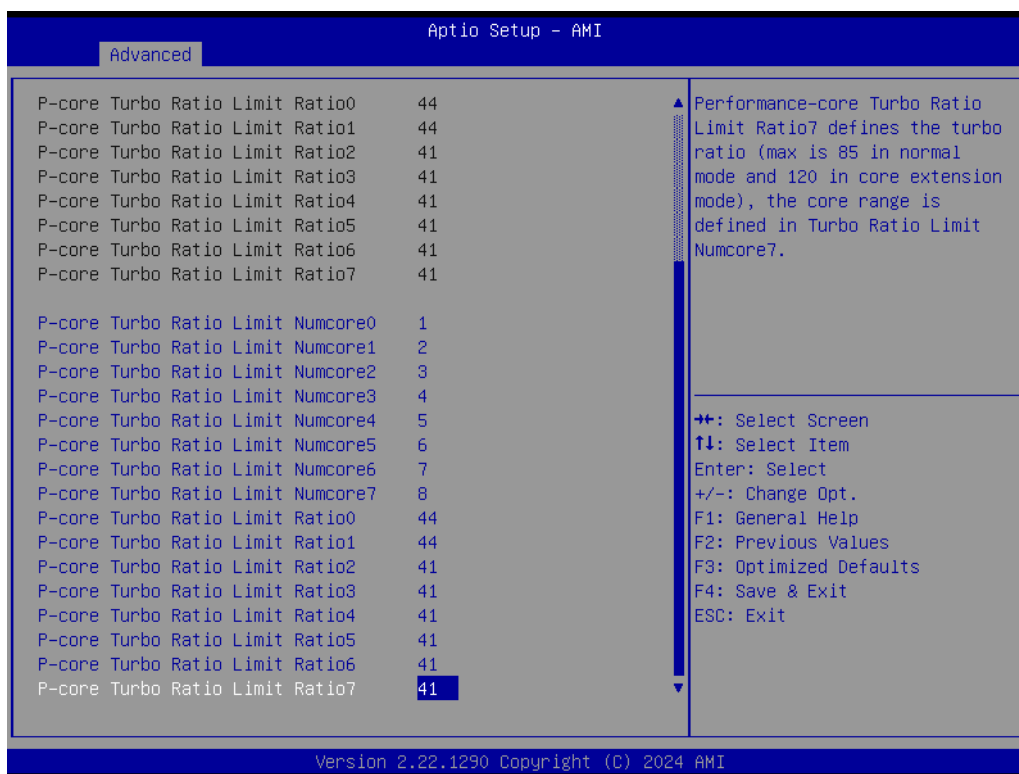 Aptio Setup – AMI
Advanced
P-core Turbo Ratio Limit Ratio0 44
P-core Turbo Ratio Limit Ratio1 44
P-core Turbo Ratio Limit Ratio2 41
P-core Turbo Ratio Limit Ratio3 41
P-core Turbo Ratio Limit Ratio4 41
P-core Turbo Ratio Limit Ratio5 41
P-core Turbo Ratio Limit Ratio6 41
P-core Turbo Ratio Limit Ratio7 41
P-core Turbo Ratio Limit Numcore0 1
P-core Turbo Ratio Limit Numcore1 2
P-core Turbo Ratio Limit Numcore2 3
P-core Turbo Ratio Limit Numcore3 4
P-core Turbo Ratio Limit Numcore4 5
P-core Turbo Ratio Limit Numcore5 6
P-core Turbo Ratio Limit Numcore6 7
P-core Turbo Ratio Limit Numcore7 8
P-core Turbo Ratio Limit Ratio0 44
P-core Turbo Ratio Limit Ratio1 44
P-core Turbo Ratio Limit Ratio2 41
P-core Turbo Ratio Limit Ratio3 41
P-core Turbo Ratio Limit Ratio4 41
P-core Turbo Ratio Limit Ratio5 41
P-core Turbo Ratio Limit Ratio6 41
P-core Turbo Ratio Limit Ratio7 41
Performance-core Turbo Ratio
Limit Ratio7 defines the turbo
ratio (max is 85 in normal
mode and 120 in core extension
mode), the core range is
defined in Turbo Ratio Limit
Numcore7.
→←: Select Screen
↑↓: Select Item
Enter: Select
+/-: Change Opt.
F1: General Help
F2: Previous Values
F3: Optimized Defaults
F4: Save & Exit
ESC: Exit
Version 2.22.1290 Copyright (C) 2024 AMI